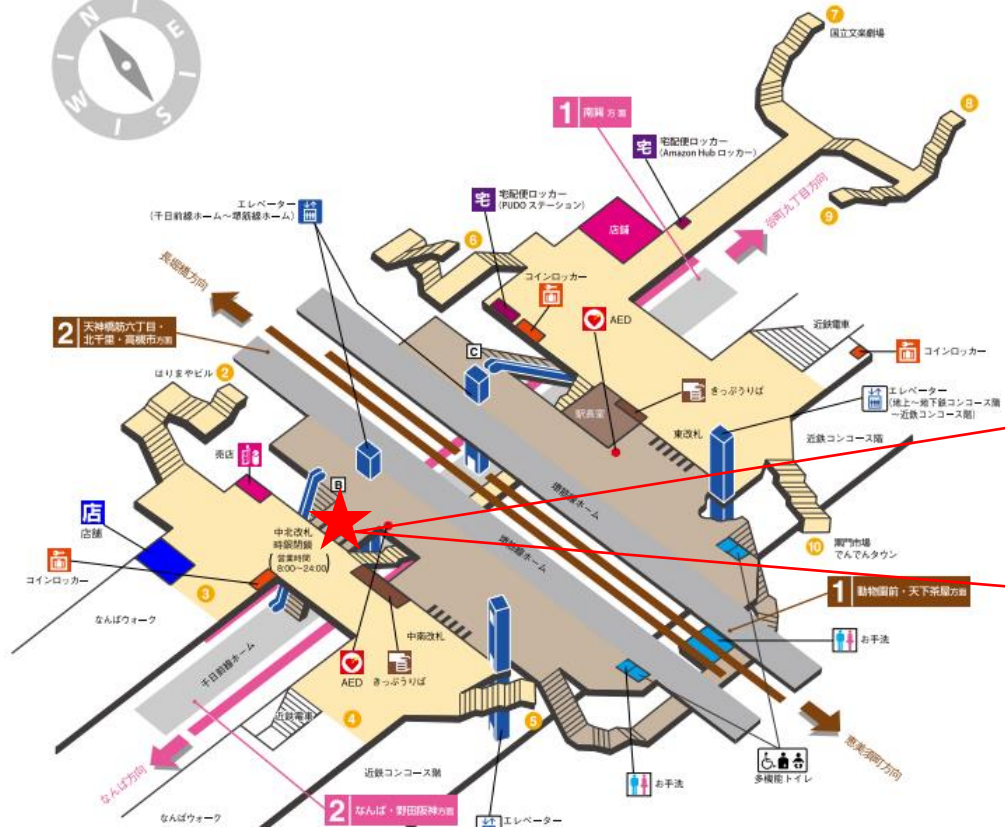 N
E
I
S
I
W
I
7
国立文楽劇場
8
1 南巽方面
宅 宅配便ロッカー
(Amazon Hub ロッカー)
谷町九丁目方向
9
宅 宅配便ロッカー
(PUDO ステーション)
エレベーター
(千日前線ホーム~堺筋線ホーム)
店舗
6
コインロッカー
長堀橋方向
AED
近鉄電車
コインロッカー
2 天神橋筋六丁目・
北千里・高槻市方面
C
はりまやビル 2
きっぷうりば
駅長室
エレベーター
(地上~地下鉄コンコース階
~近鉄コンコース階)
東改札
近鉄コンコース階
売店
B
堺筋線ホーム
店
店舗
中北改札
時鎖閉鎖
営業時間
8:00~24:00
堺筋線ホーム
10 黒門市場
でんでんタウン
コインロッカー
3
1 動物園前・天下茶屋方面
なんばウォーク
中南改札
お手洗
千日前線ホーム
AED
きっぷうりば
近鉄電車
4
5
恵美須町方向
なんば方向
近鉄コンコース階
お手洗
多機能トイレ
2 なんば・野田阪神方面
なんばウォーク
エレベーター